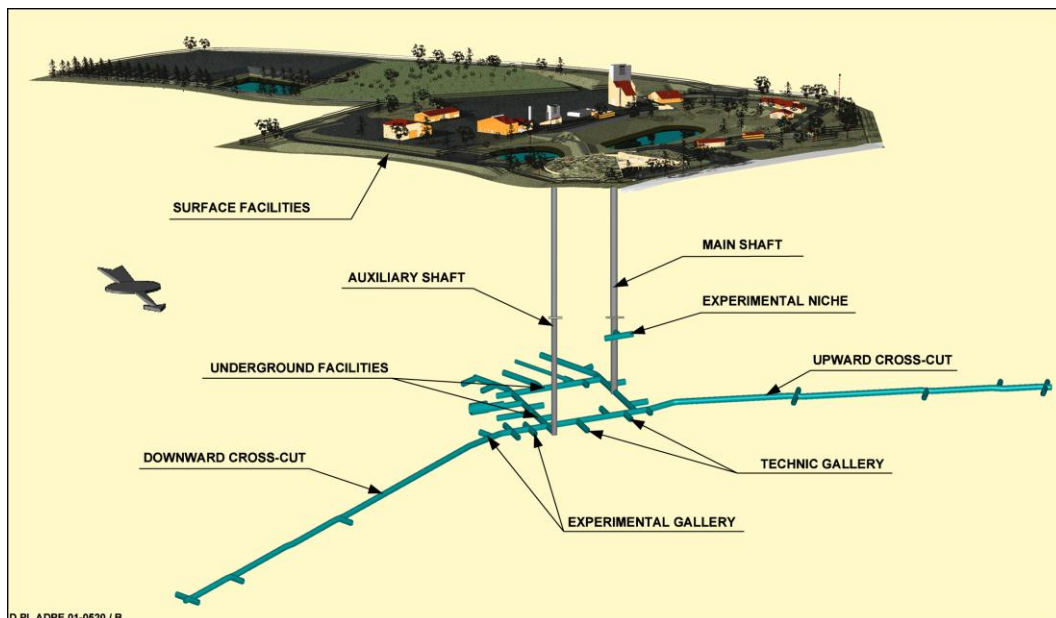 SURFACE FACILITIES
MAIN SHAFT
AUXILIARY SHAFT
EXPERIMENTAL NICHE
UPWARD CROSS-CUT
UNDERGROUND FACILITIES
DOWNWARD CROSS-CUT
TECHNIC GALLERY
EXPERIMENTAL GALLERY